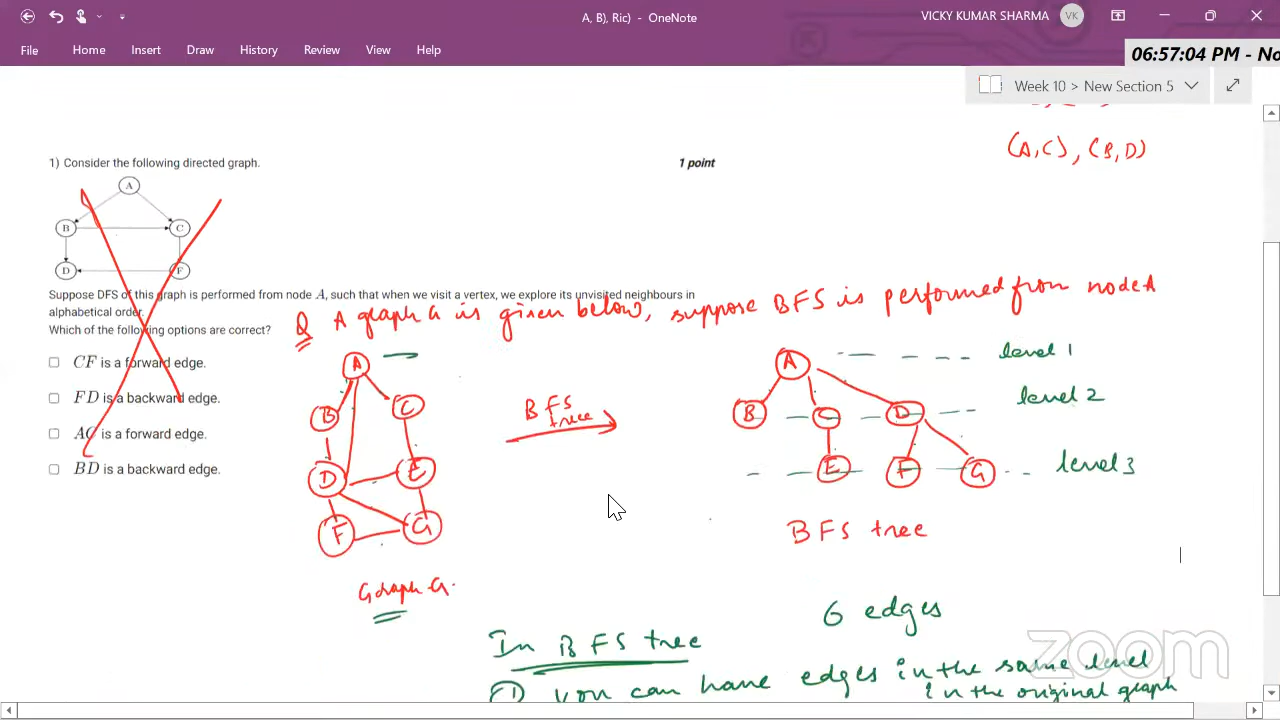 A, B), Ric) - OneNote
VICKY KUMAR SHARMA
VK
File Home Insert Draw History Review View Help
06:57:04 PM - No
Week 10 > New Section 5
(A,C), (B,D)
1) Consider the following directed graph.
1 point
A
B
C
D
F
Suppose DFS of this graph is performed from node A, such that when we visit a vertex, we explore its unvisited neighbours in
alphabetical order.
Which of the following options are correct?
CF is a forward edge.
FD is a backward edge.
AC is a forward edge.
BD is a backward edge.
Q A graph G is given below, suppose BFS is performed from node A
A
B C
D E
F G
Graph G.
BFS
tree
A level 1
B C D level 2
E F G level 3
BFS tree
6 edges
In BFS tree
① you can have edges in the same level
in the original graph
zoom